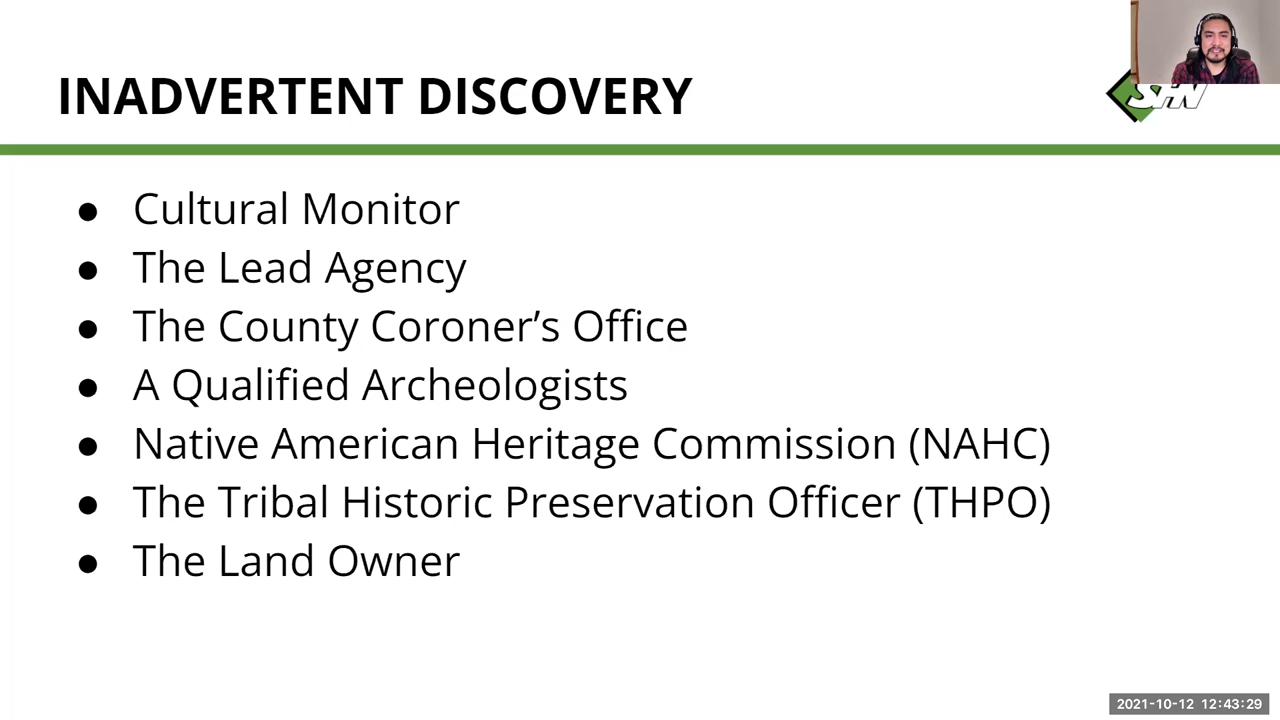 INADVERTENT DISCOVERY
● Cultural Monitor
● The Lead Agency
● The County Coroner’s Office
● A Qualified Archeologists
● Native American Heritage Commission (NAHC)
● The Tribal Historic Preservation Officer (THPO)
● The Land Owner
2021-10-12 12:43:29